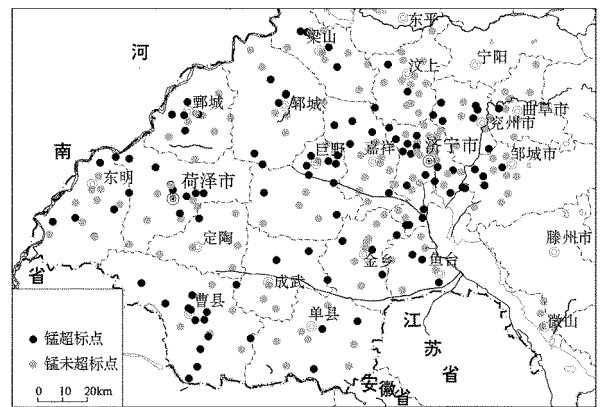 东平
河
梁山
宁阳
汶上
鄄城
郓城
曲阜市
兖州市
南
巨野
嘉祥
济宁市
邹城市
东明
菏泽市
定陶
滕州市
金乡
鱼台
省
成武
曹县
单县
江
苏
省
微山
安徽省
锰超标点
锰未超标点
0 10 20km